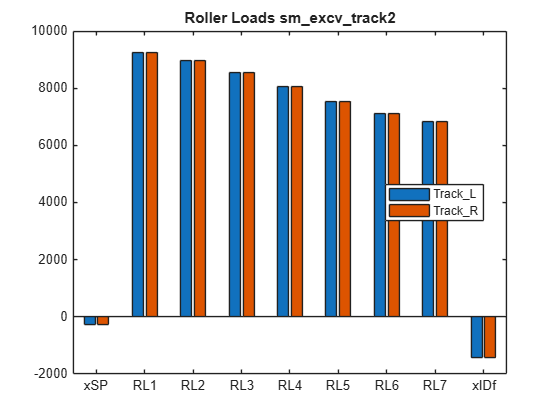 Roller Loads sm_excv_track2
10000
8000
6000
4000
2000
0
-2000
Track_L
Track_R
xSP RL1 RL2 RL3 RL4 RL5 RL6 RL7 xIDf